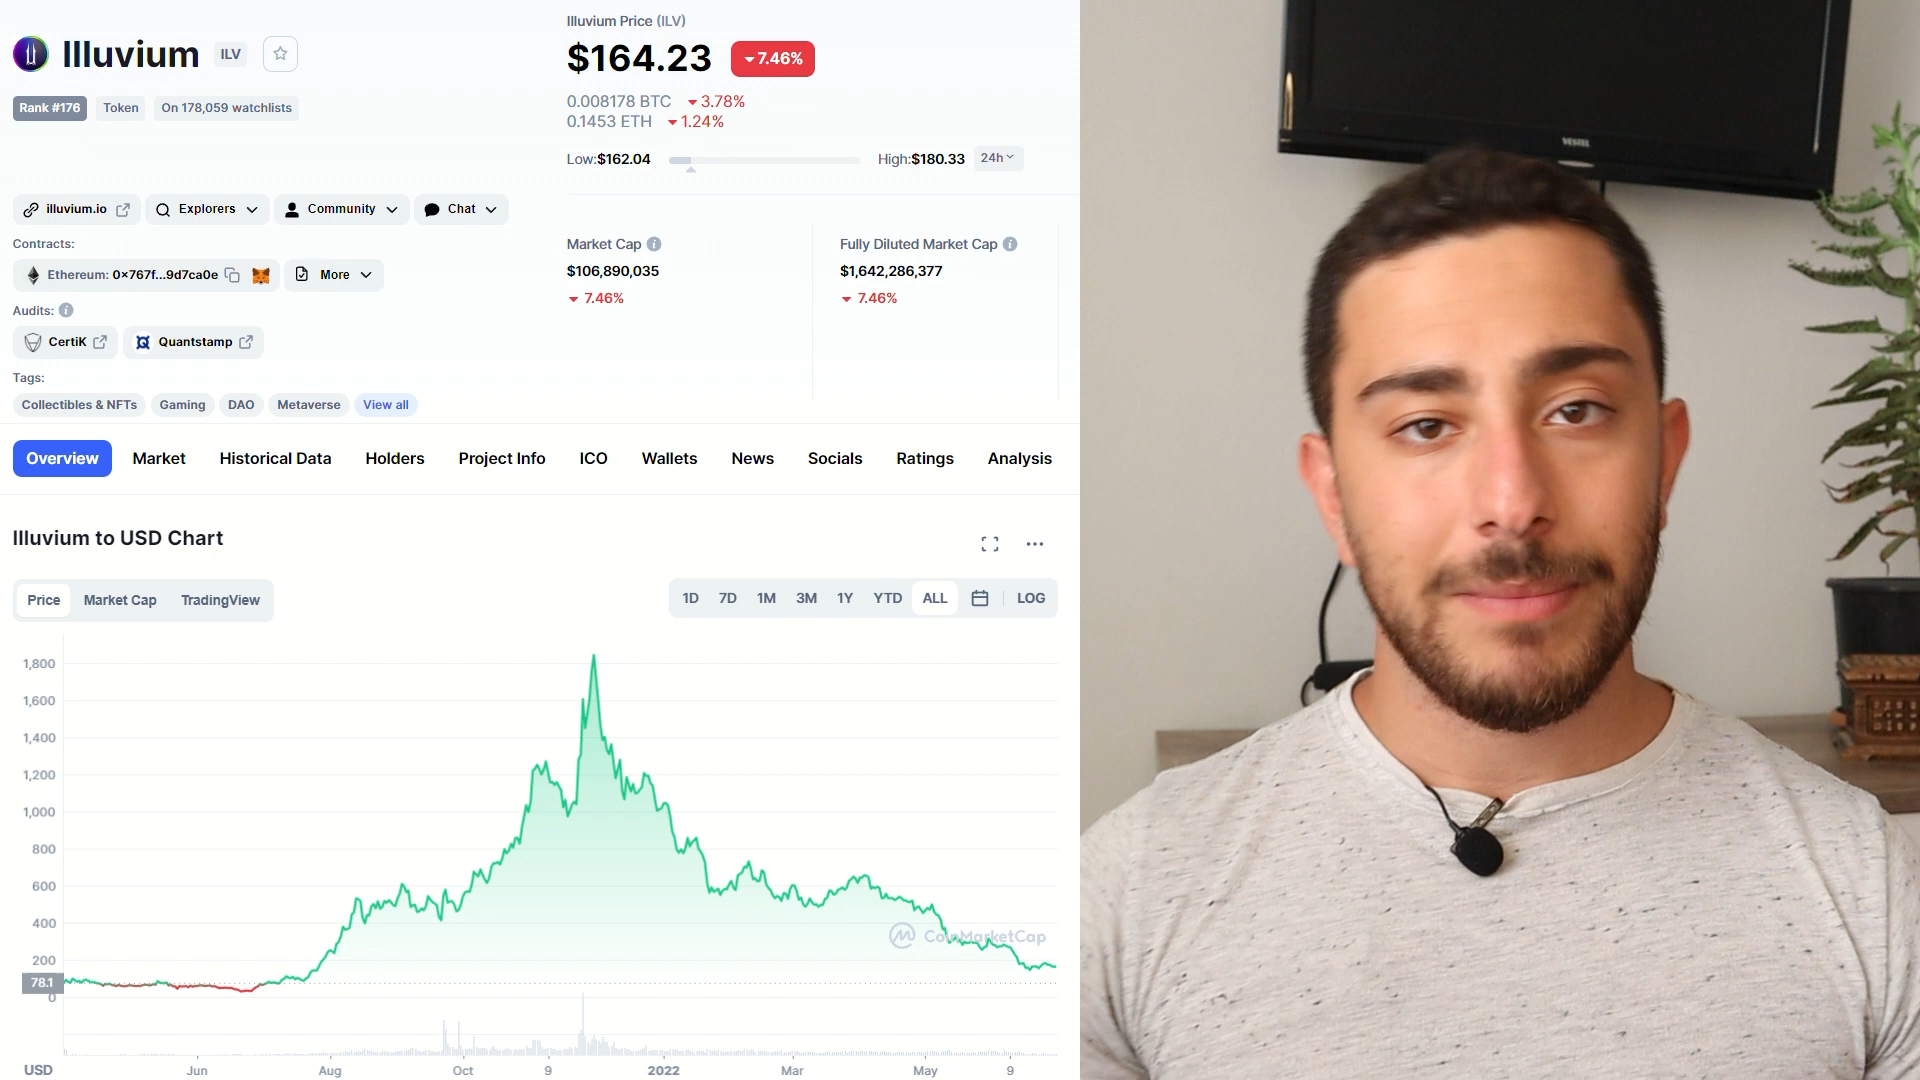 Illuvium ILV
Rank #176 Token On 178,059 watchlists
illuvium.io Explorers Community Chat
Contracts:
Ethereum: 0x767f...9d7ca0e More
Audits:
CertiK Quantstamp
Tags:
Collectibles & NFTs Gaming DAO Metaverse View all
Illuvium Price (ILV)
$164.23 7.46%
0.008178 BTC 3.78%
0.1453 ETH 1.24%
Low:$162.04 High:$180.33 24h
Market Cap
$106,890,035
7.46%
Fully Diluted Market Cap
$1,642,286,377
7.46%
Overview Market Historical Data Holders Project Info ICO Wallets News Socials Ratings Analysis
Illuvium to USD Chart
Price Market Cap TradingView
1D 7D 1M 3M 1Y YTD ALL LOG
1,800
1,600
1,400
1,200
1,000
800
600
400
200
78.1
0
CoinMarketCap
USD Jun Aug Oct 9 2022 Mar May 9
VESTEL